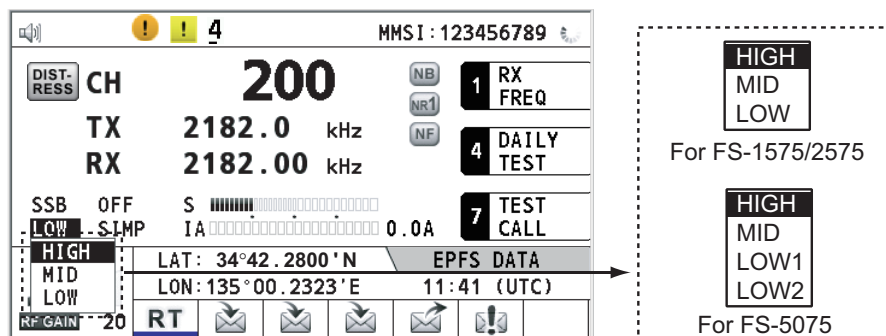 4 MMSI:123456789
DIST-RESS CH 200 NB 1 RX FREQ
NR1
TX 2182.0 kHz NF
RX 2182.00 kHz 4 DAILY TEST
SSB OFF S
LOW SIMP IA 0.0A 7 TEST CALL
HIGH
MID
LOW
LAT: 34°42.2800'N EPFS DATA
LON:135°00.2323'E 11:41 (UTC)
RF GAIN 20 RT
HIGH
MID
LOW
For FS-1575/2575
HIGH
MID
LOW1
LOW2
For FS-5075